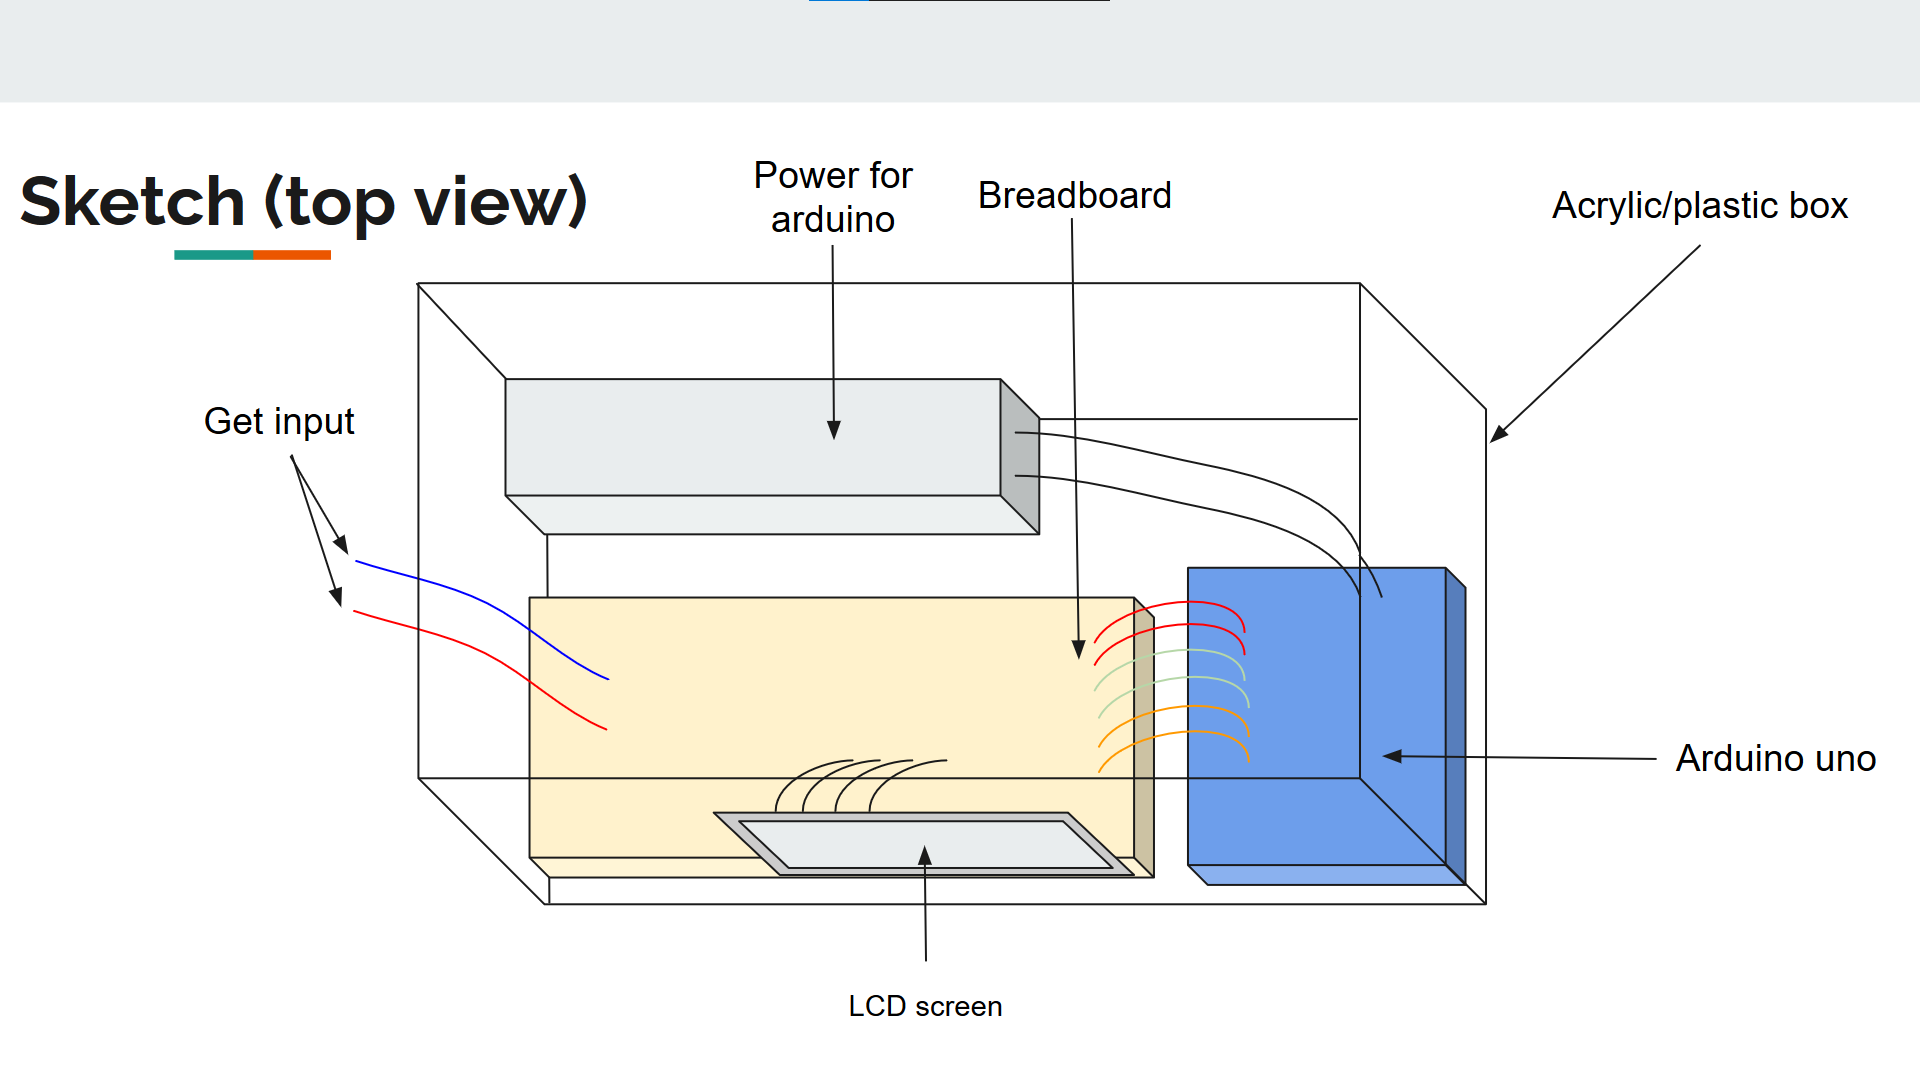 Sketch (top view)
Power for
arduino
Breadboard
Acrylic/plastic box
Get input
Arduino uno
LCD screen